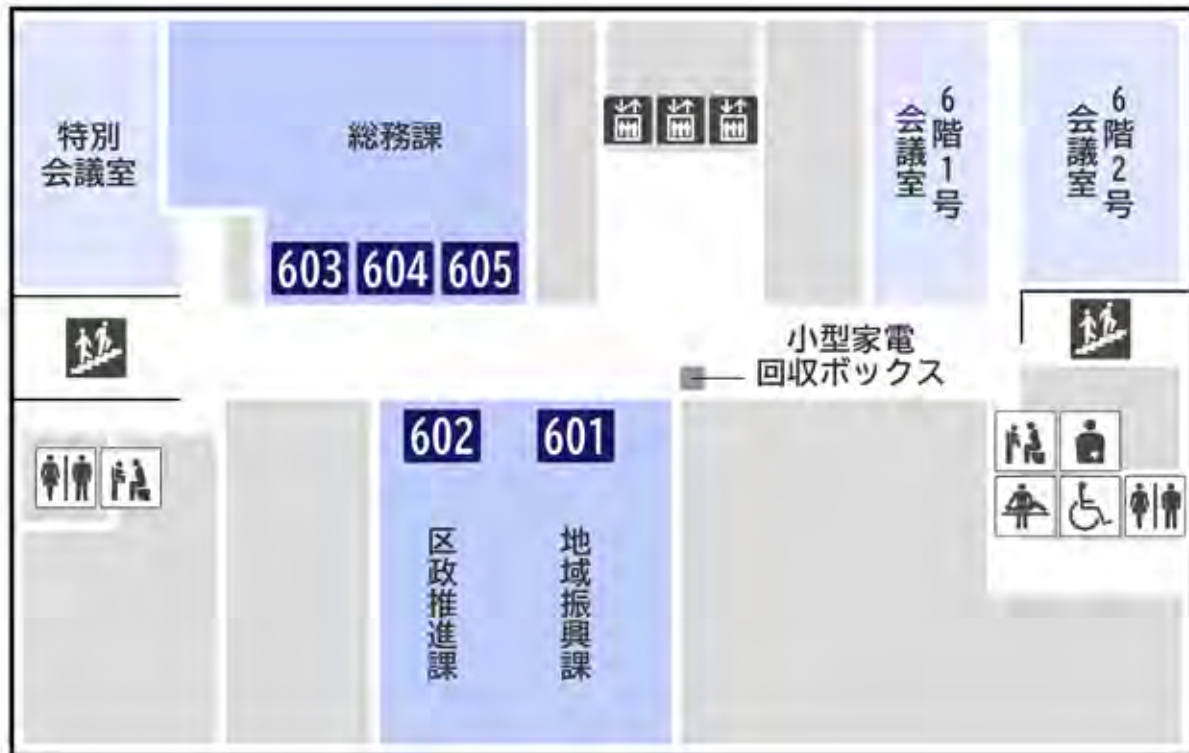 特別
会議室
総務課
603 604 605
6階1号
会議室
6階2号
会議室
小型家電
回収ボックス
602
区政推進課
601
地域振興課